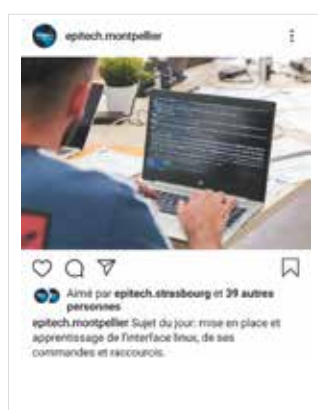 epitech.montpellier
Aimé par epitech.strasbourg et 39 autres
personnes
epitech.montpellier Sujet du jour: mise en place et
apprentissage de l'interface linux, de ses
commandes et raccourcis.